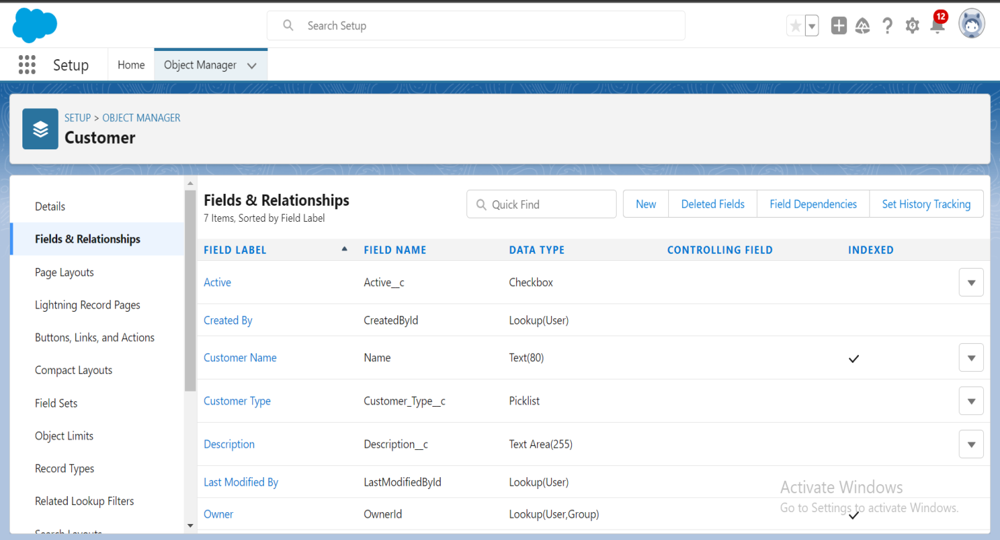 Search Setup
12
Setup
Home
Object Manager
SETUP > OBJECT MANAGER
Customer
Details
Fields & Relationships
Page Layouts
Lightning Record Pages
Buttons, Links, and Actions
Compact Layouts
Field Sets
Object Limits
Record Types
Related Lookup Filters
Search Layouts
Fields & Relationships
7 Items, Sorted by Field Label
Quick Find
New
Deleted Fields
Field Dependencies
Set History Tracking
FIELD LABEL FIELD NAME DATA TYPE CONTROLLING FIELD INDEXED
Active Active__c Checkbox
Created By CreatedById Lookup(User)
Customer Name Name Text(80)
Customer Type Customer_Type__c Picklist
Description Description__c Text Area(255)
Last Modified By LastModifiedById Lookup(User)
Owner OwnerId Lookup(User,Group)
Activate Windows
Go to Settings to activate Windows.